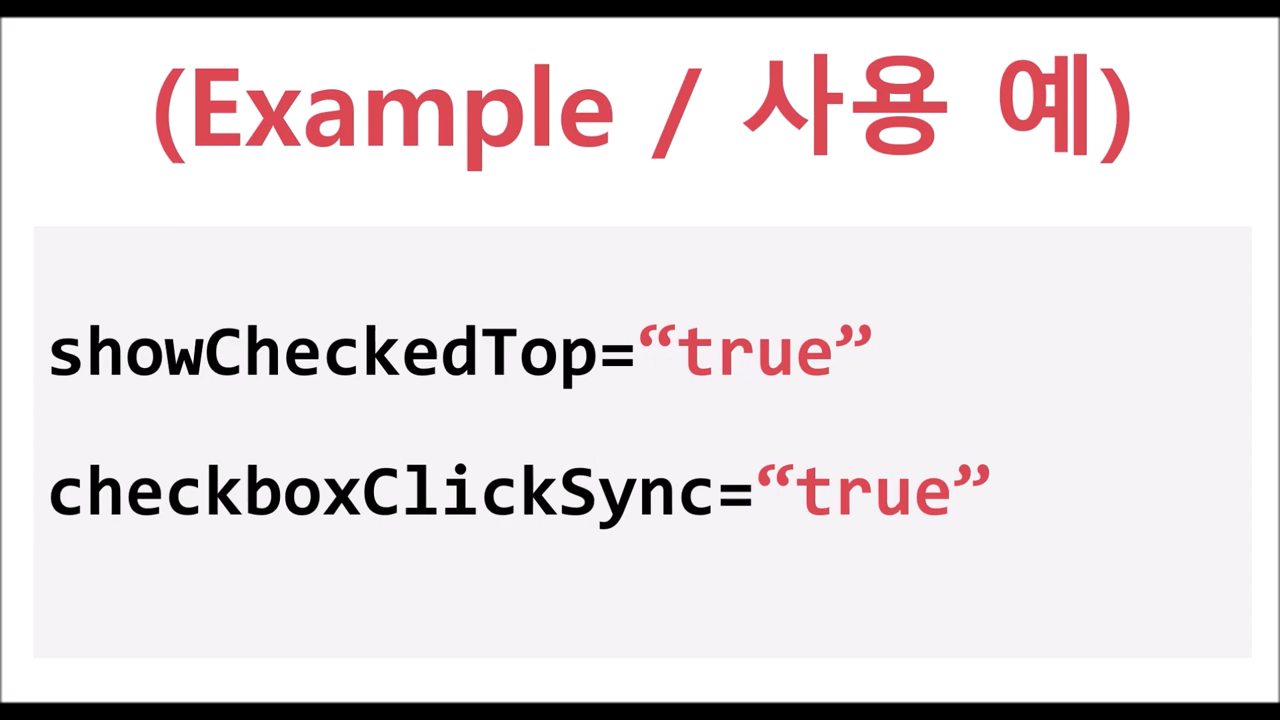 (Example / 사용 예)
showCheckedTop=“true”
checkboxClickSync=“true”